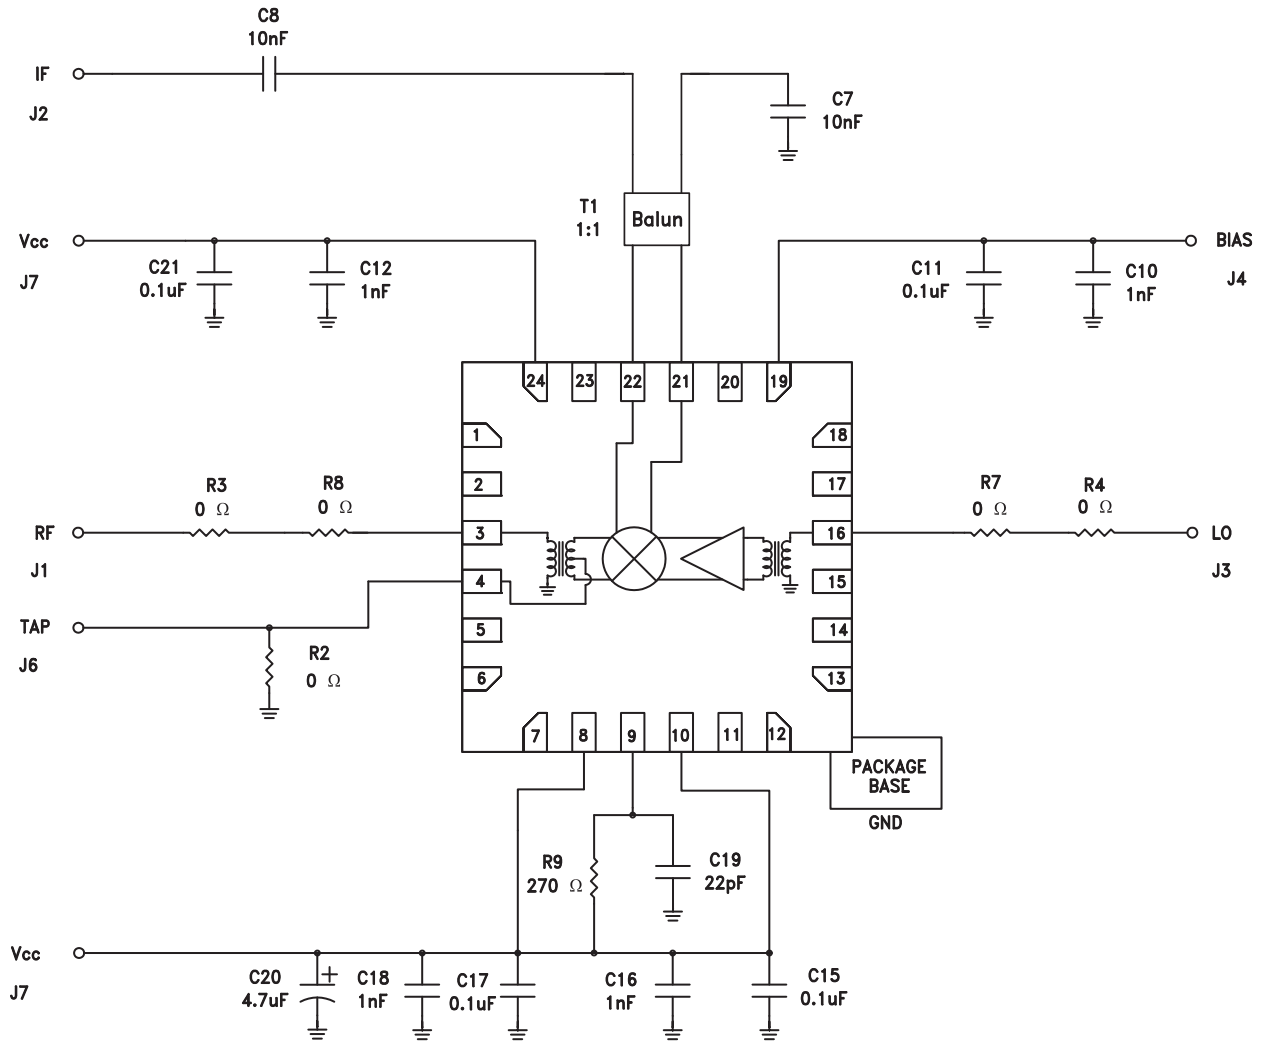 C8
10nF
IF
J2
C7
10nF
T1
1:1
Balun
Vcc
J7
C21
0.1uF
C12
1nF
C11
0.1uF
C10
1nF
BIAS
J4
24
23
22
21
20
19
1
18
2
17
R3
0 Ω
R8
0 Ω
R7
0 Ω
R4
0 Ω
RF
J1
3
16
LO
J3
4
15
TAP
J6
R2
0 Ω
5
14
6
13
7
8
9
10
11
12
PACKAGE
BASE
GND
R9
270 Ω
C19
22pF
Vcc
J7
C20
4.7uF
+
C18
1nF
C17
0.1uF
C16
1nF
C15
0.1uF